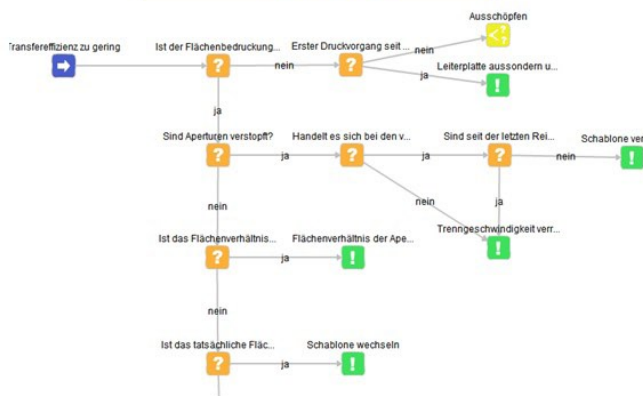 Ausschöpfen
Transfereffizienz zu gering
Ist der Flächenbedruckung...
Erster Druckvorgang seit ...
nein
nein
ja
Leiterplatte aussondern u...
ja
Sind Aperturen verstopft?
Handelt es sich bei den v...
Sind seit der letzten Rei...
Schablone ver
ja
ja
nein
nein
nein
ja
Ist das Flächenverhältnis...
Flächenverhältnis der Ape...
Trenngeschwindigkeit verr...
ja
nein
Ist das tatsächliche Fläc...
Schablone wechseln
ja